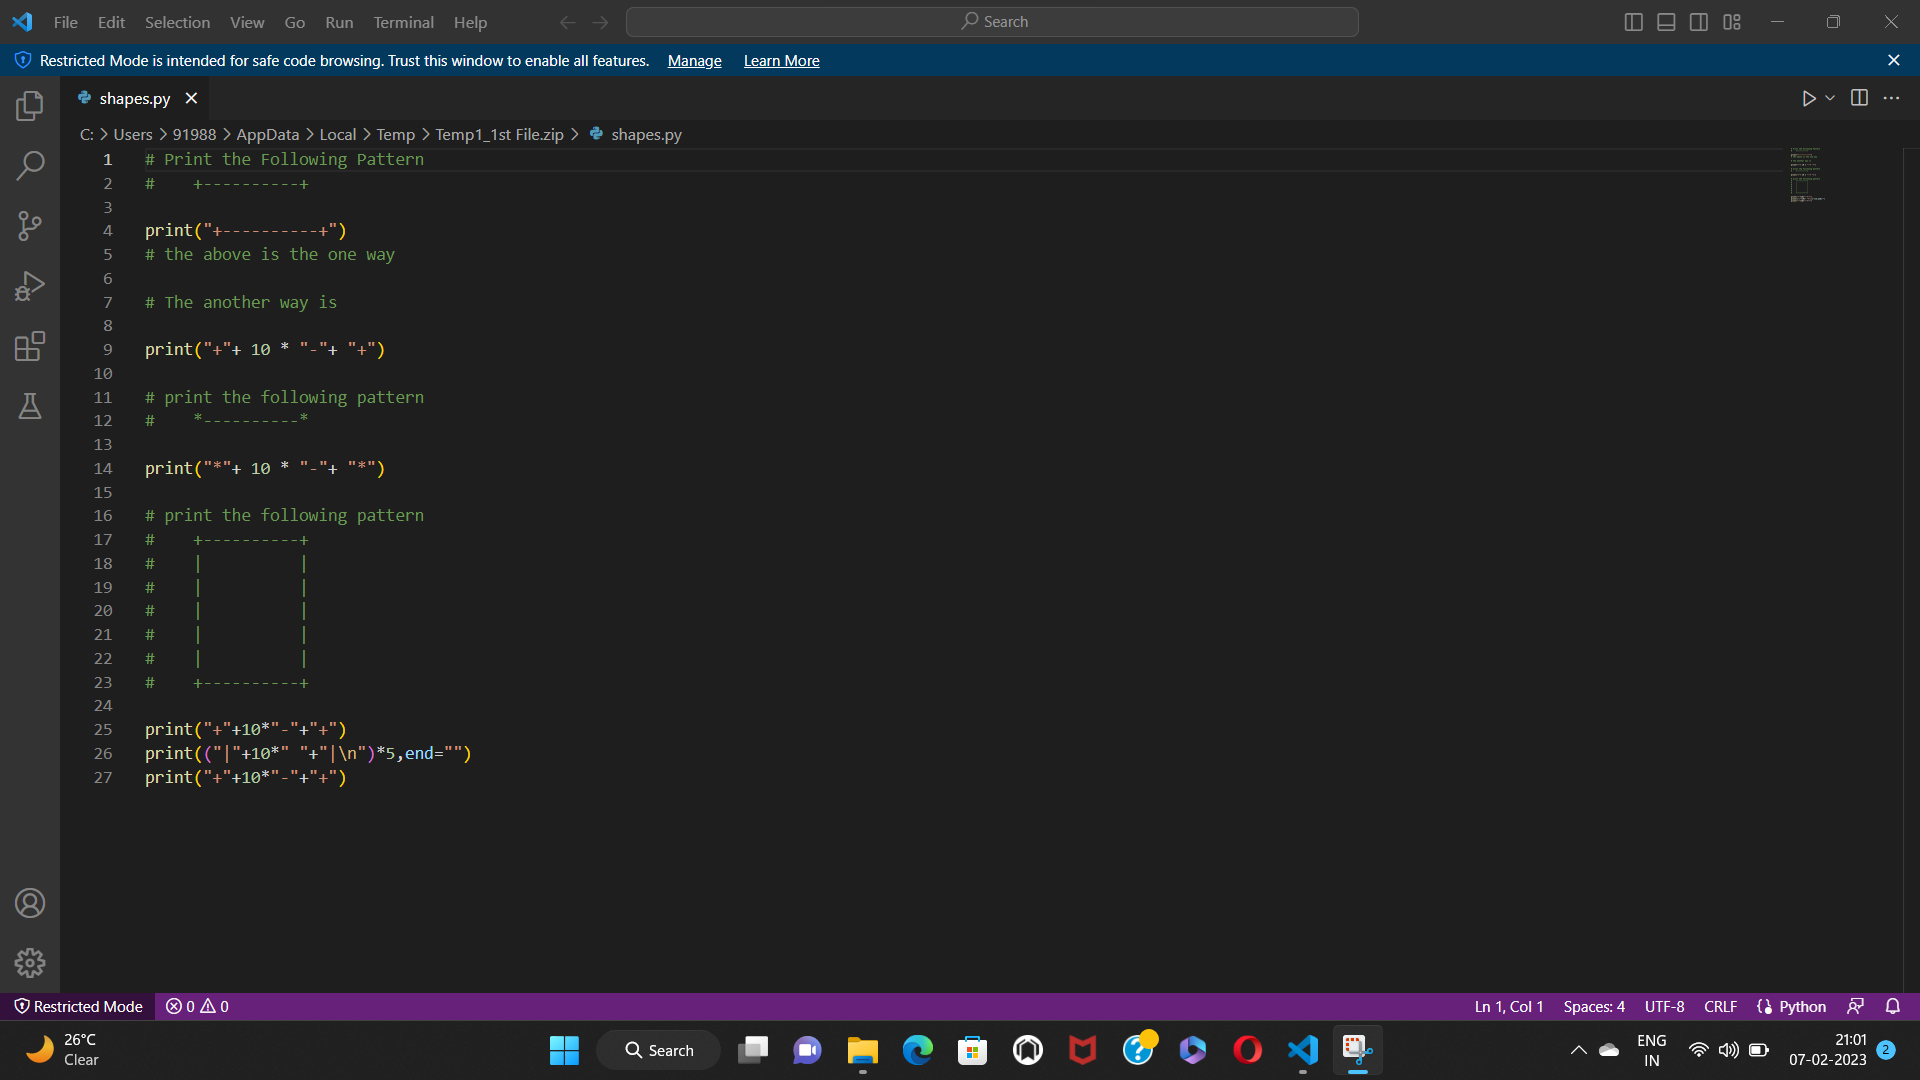 File Edit Selection View Go Run Terminal Help Search
Restricted Mode is intended for safe code browsing. Trust this window to enable all features. Manage Learn More
shapes.py
C: > Users > 91988 > AppData > Local > Temp > Temp1_1st File.zip > shapes.py
1 # Print the Following Pattern
2 #    +----------+
3
4 print("+----------+")
5 # the above is the one way
6
7 # The another way is
8
9 print("+"+ 10 * "-"+ "+")
10
11 # print the following pattern
12 #    *----------*
13
14 print("*"+ 10 * "-"+ "*")
15
16 # print the following pattern
17 #    +----------+
18 #    |          |
19 #    |          |
20 #    |          |
21 #    |          |
22 #    |          |
23 #    +----------+
24
25 print("+"+10*"-"+"+")
26 print(("|"+10*" "+"|\n")*5,end="")
27 print("+"+10*"-"+"+")
Restricted Mode 0 0 Ln 1, Col 1 Spaces: 4 UTF-8 CRLF Python
26°C
Clear
Search
ENG
IN
21:01
07-02-2023
2